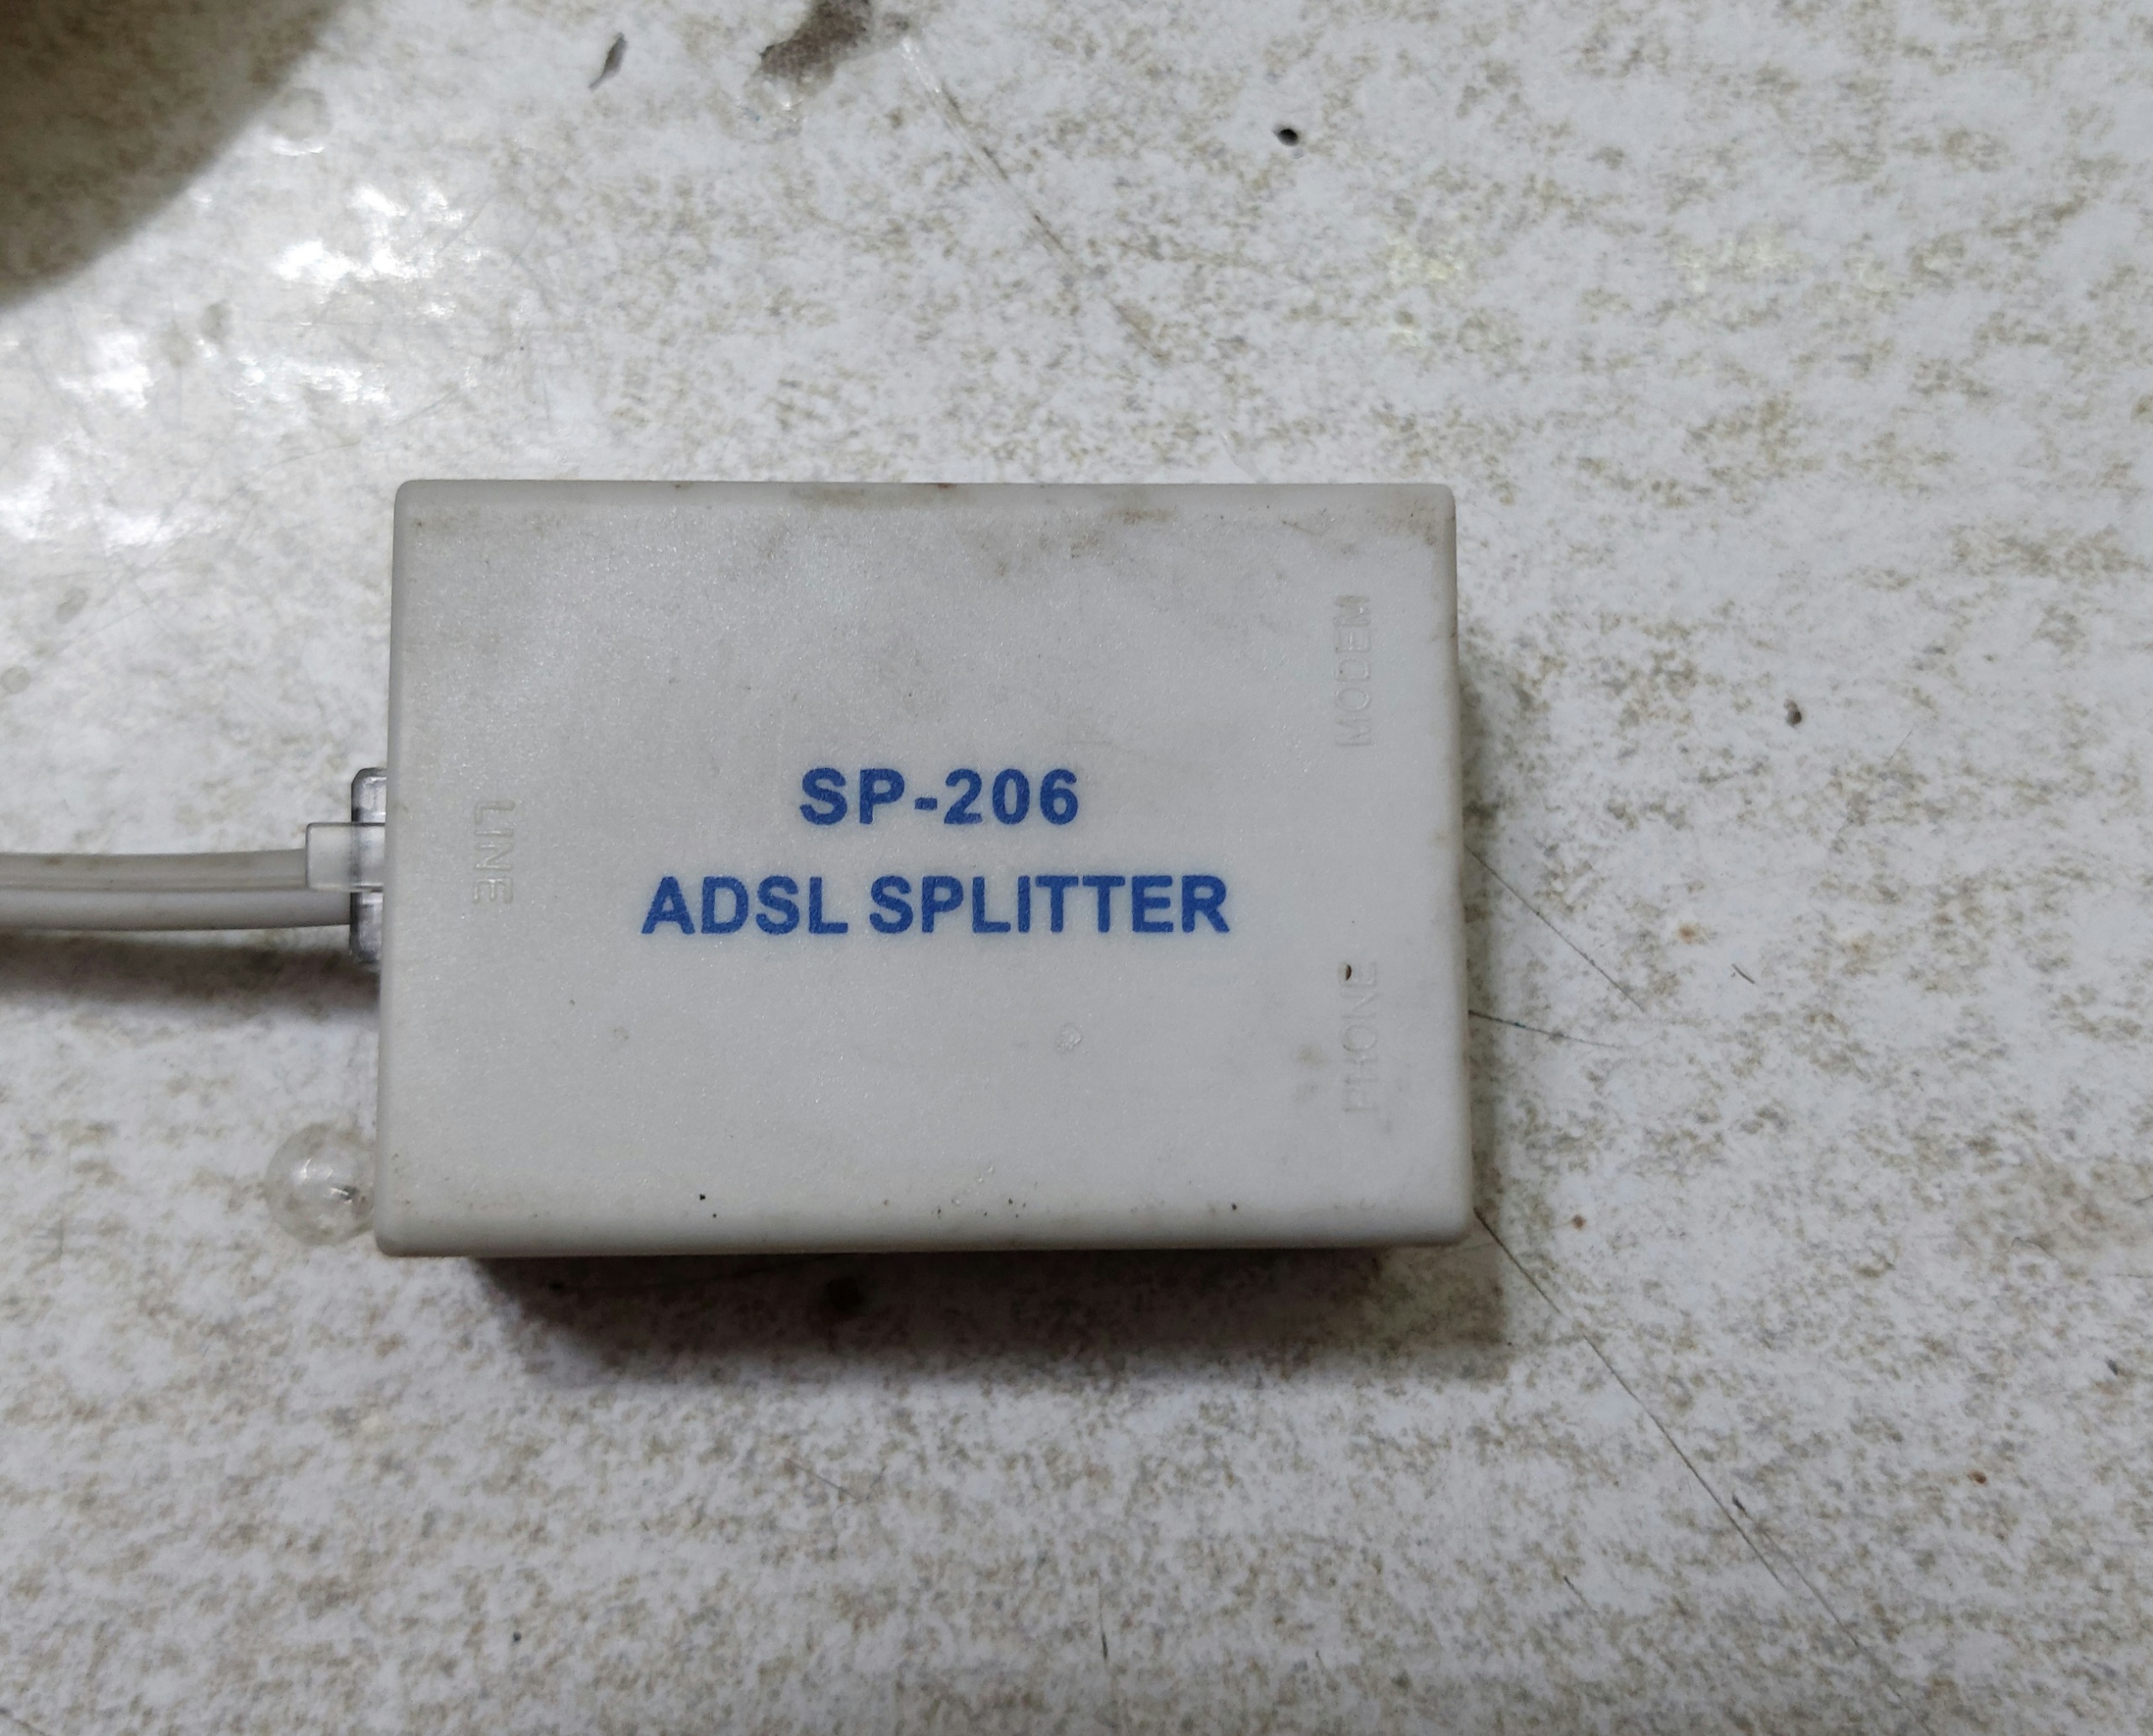 SP-206
ADSL SPLITTER
LINE
MODEM
PHONE